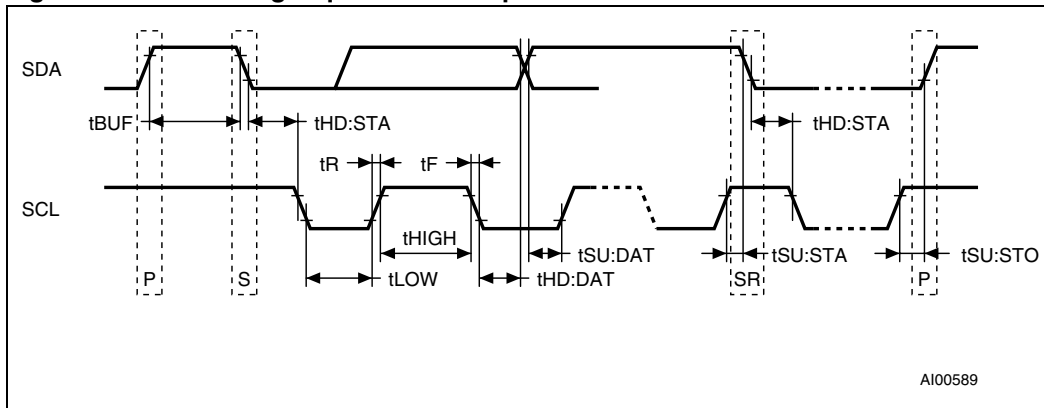 SDA
tBUF
tHD:STA
tHD:STA
tR
tF
SCL
tHIGH
tSU:DAT
tSU:STA
tSU:STO
P
S
tLOW
tHD:DAT
SR
P
AI00589